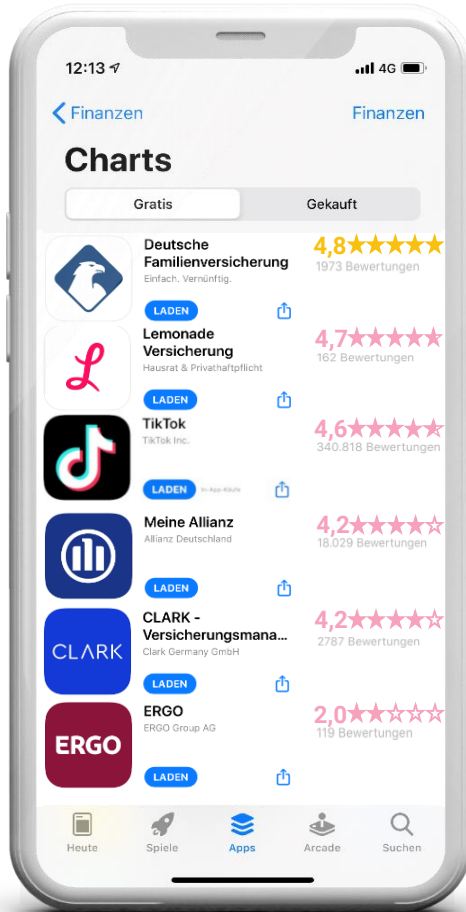 12:13
4G
Finanzen
Finanzen
Charts
Gratis
Gekauft
Deutsche
Familienversicherung
Einfach. Vernünftig.
4,8★★★★★
1973 Bewertungen
LADEN
Lemonade
Versicherung
Hausrat & Privathaftpflicht
4,7★★★★★
162 Bewertungen
LADEN
TikTok
TikTok Inc.
4,6★★★★★
340.818 Bewertungen
LADEN
In-App-Käufe
Meine Allianz
Allianz Deutschland
4,2★★★★☆
18.029 Bewertungen
LADEN
CLARK
CLARK -
Versicherungsmana...
Clark Germany GmbH
4,2★★★★☆
2787 Bewertungen
LADEN
ERGO
ERGO
ERGO Group AG
2,0★★☆☆☆
119 Bewertungen
LADEN
Heute
Spiele
Apps
Arcade
Suchen